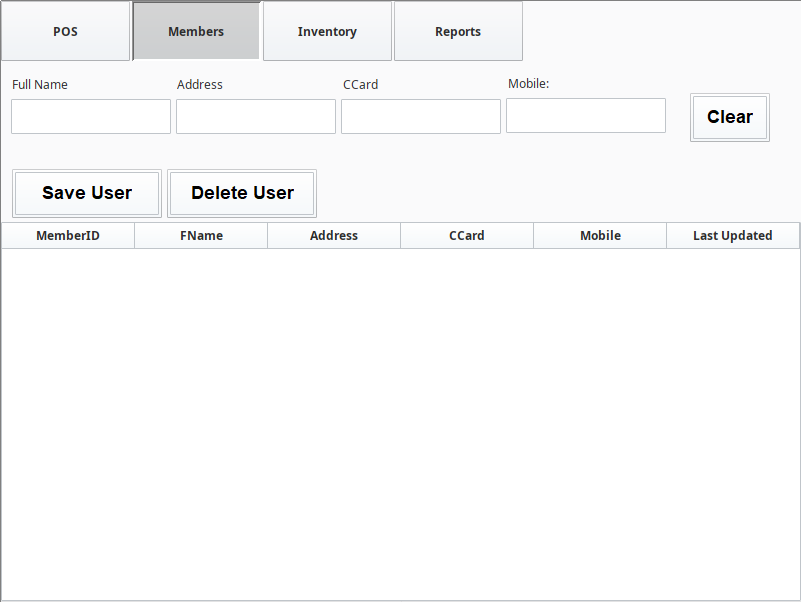 POS Members Inventory Reports
Full Name Address CCard Mobile:
Clear
Save User Delete User
MemberID FName Address CCard Mobile Last Updated